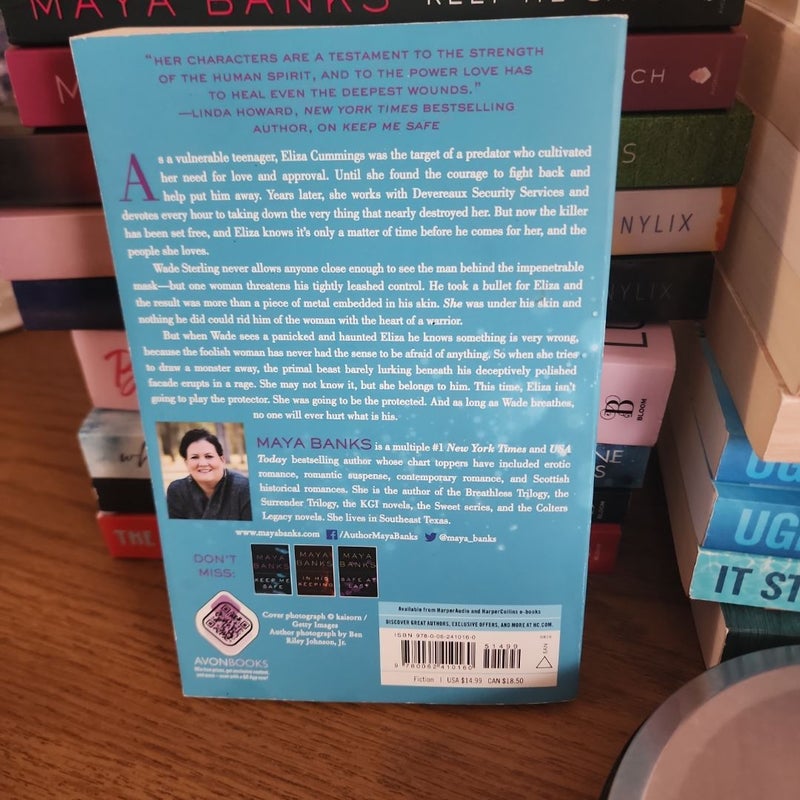 MAYA BANKS
"HER CHARACTERS ARE A TESTAMENT TO THE STRENGTH
OF THE HUMAN SPIRIT, AND TO THE POWER LOVE HAS
TO HEAL EVEN THE DEEPEST WOUNDS."
—LINDA HOWARD, NEW YORK TIMES BESTSELLING
AUTHOR, ON KEEP ME SAFE
As a vulnerable teenager, Eliza Cummings was the target of a predator who cultivated
her need for love and approval. Until she found the courage to fight back and
help put him away. Years later, she works with Devereaux Security Services and
devotes every hour to taking down the very thing that nearly destroyed her. But now the killer
has been set free, and Eliza knows it's only a matter of time before he comes for her, and the
people she loves.
Wade Sterling never allows anyone close enough to see the man behind the impenetrable
mask—but one woman threatens his tightly leashed control. He took a bullet for Eliza and
the result was more than a piece of metal embedded in his skin. She was under his skin and
nothing he did could rid him of the woman with the heart of a warrior.
But when Wade sees a panicked and haunted Eliza he knows something is very wrong,
because the foolish woman has never had the sense to be afraid of anything. So when she tries
to draw a monster away, the primal beast barely lurking beneath his deceptively polished
facade erupts in a rage. She may not know it, but she belongs to him. This time, Eliza isn't
going to play the protector. She was going to be the protected. And as long as Wade breathes,
no one will ever hurt what is his.
MAYA BANKS is a multiple #1 New York Times and USA
Today bestselling author whose chart toppers have included erotic
romance, romantic suspense, contemporary romance, and Scottish
historical romances. She is the author of the Breathless Trilogy, the
Surrender Trilogy, the KGI novels, the Sweet series, and the Colters
Legacy novels. She lives in Southeast Texas.
www.mayabanks.com /AuthorMayaBanks @maya_banks
DON'T
MISS:
MAYA BANKS
KEEP ME SAFE
MAYA BANKS
IN HIS KEEPING
MAYA BANKS
SAFE AT LAST
Cover photograph © kaisorn /
Getty Images
Author photograph by Ben
Riley Johnson, Jr.
AVONBOOKS
Available from HarperAudio and HarperCollins e-books
DISCOVER GREAT AUTHORS, EXCLUSIVE OFFERS, AND MORE AT HC.COM.
ISBN 978-0-06-241016-0
51499
9 780062 410160
EAN
Fiction | USA $14.99 CAN $18.50
UCH
S
NYLIX
NYLIX
B
BLOOM
NE
S
THE
UG
UGL
IT ST